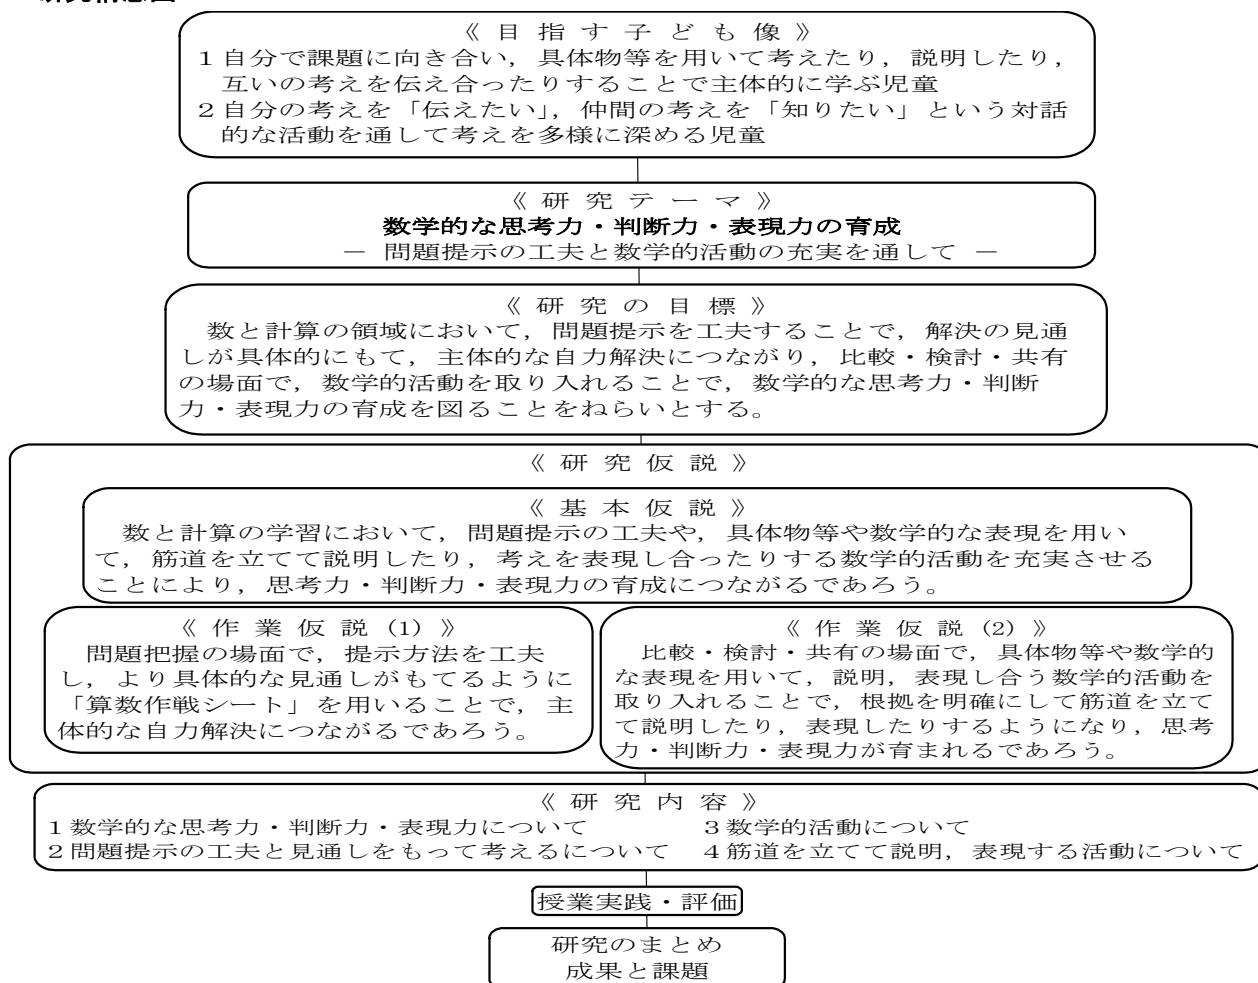 《 目 指 す 子 ど も 像 》
1 自分で課題に向き合い，具体物等を用いて考えたり，説明したり，
互いの考えを伝え合ったりすることで主体的に学ぶ児童
2 自分の考えを「伝えたい」，仲間の考えを「知りたい」という対話
的な活動を通して考えを多様に深める児童
《 研 究 テ ー マ 》
数学的な思考力・判断力・表現力の育成
－ 問題提示の工夫と数学的活動の充実を通して －
《 研 究 の 目 標 》
数と計算の領域において，問題提示を工夫することで，解決の見通
しが具体的にもて，主体的な自力解決につながり，比較・検討・共有
の場面で，数学的活動を取り入れることで，数学的な思考力・判断
力・表現力の育成を図ることをねらいとする。
《 研 究 仮 説 》
《 基 本 仮 説 》
数と計算の学習において，問題提示の工夫や，具体物等や数学的な表現を用い
て，筋道を立てて説明したり，考えを表現し合ったりする数学的活動を充実させる
ことにより，思考力・判断力・表現力の育成につながるであろう。
《 作 業 仮 説 (1) 》
問題把握の場面で，提示方法を工夫
し，より具体的な見通しがもてるように
「算数作戦シート」を用いることで，主
体的な自力解決につながるであろう。
《 作 業 仮 説 (2) 》
比較・検討・共有の場面で，具体物等や数学的
な表現を用いて，説明，表現し合う数学的活動を
取り入れることで，根拠を明確にして筋道を立て
て説明したり，表現したりするようになり，思考
力・判断力・表現力が育まれるであろう。
《 研 究 内 容 》
1 数学的な思考力・判断力・表現力について
2 問題提示の工夫と見通しをもって考えるについて
3 数学的活動について
4 筋道を立てて説明，表現する活動について
授業実践・評価
研究のまとめ
成果と課題